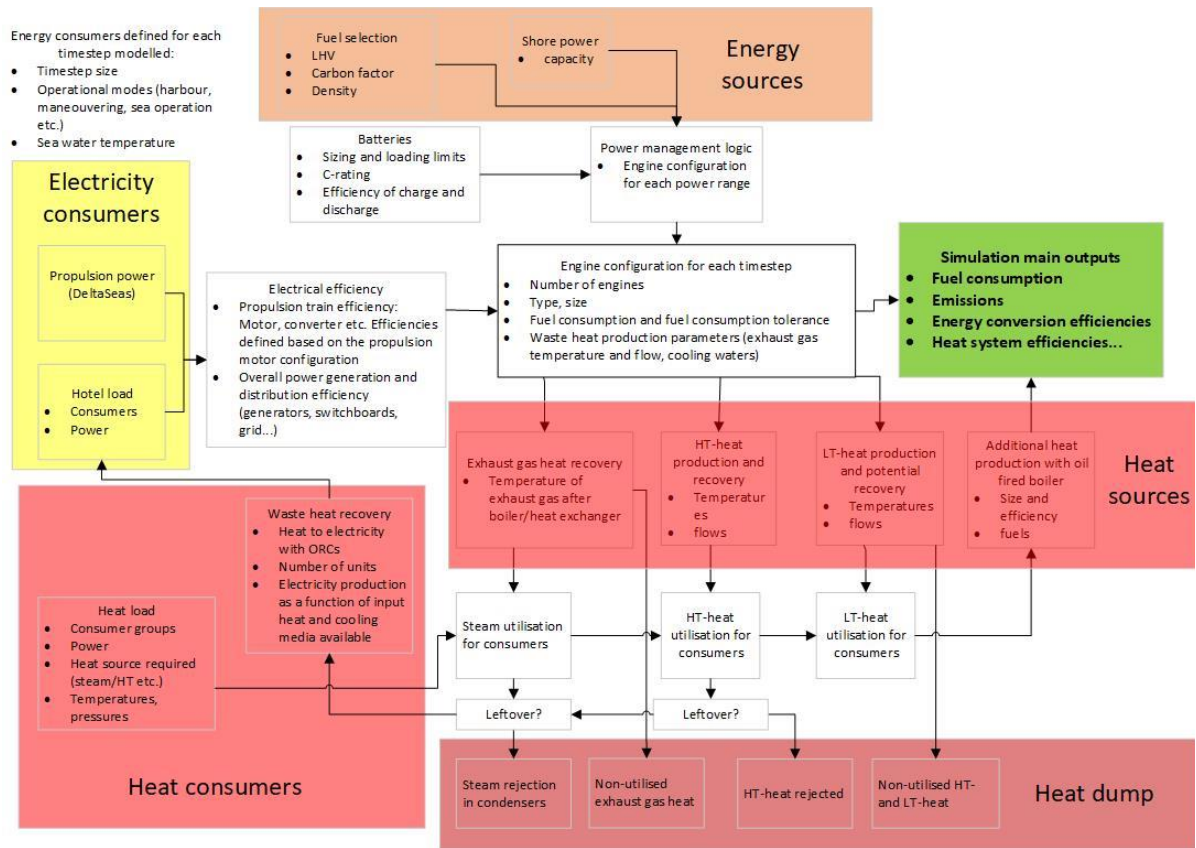 Energy consumers defined for each
timestep modelled:
• Timestep size
• Operational modes (harbour,
maneouvering, sea operation
etc.)
• Sea water temperature
Fuel selection
• LHV
• Carbon factor
• Density
Shore power
• capacity
Energy
sources
Batteries
• Sizing and loading limits
• C-rating
• Efficiency of charge and
discharge
Power management logic
• Engine configuration
for each power range
Electricity
consumers
Propulsion power
(DeltaSeas)
Hotel load
• Consumers
• Power
Electrical efficiency
• Propulsion train efficiency:
Motor, converter etc. Efficiencies
defined based on the propulsion
motor configuration
• Overall power generation and
distribution efficiency
(generators, switchboards,
grid...)
Engine configuration for each timestep
• Number of engines
• Type, size
• Fuel consumption and fuel consumption tolerance
• Waste heat production parameters (exhaust gas
temperature and flow, cooling waters)
Simulation main outputs
• Fuel consumption
• Emissions
• Energy conversion efficiencies
• Heat system efficiencies...
Exhaust gas heat recovery
• Temperature of
exhaust gas after
boiler/heat exchanger
HT-heat
production and
recovery
• Temperatur
es
• flows
LT-heat production
and potential
recovery
• Temperatures
• flows
Additional heat
production with oil
fired boiler
• Size and
efficiency
• fuels
Heat
sources
Waste heat recovery
• Heat to electricity
with ORCs
• Number of units
• Electricity production
as a function of input
heat and cooling
media available
Heat load
• Consumer groups
• Power
• Heat source required
(steam/HT etc.)
• Temperatures,
pressures
Heat consumers
Steam utilisation
for consumers
HT-heat
utilisation for
consumers
LT-heat
utilisation for
consumers
Leftover?
Leftover?
Steam
rejection in
condensers
Non-utilised
exhaust gas heat
HT-heat rejected
Non-utilised HT-
and LT-heat
Heat dump